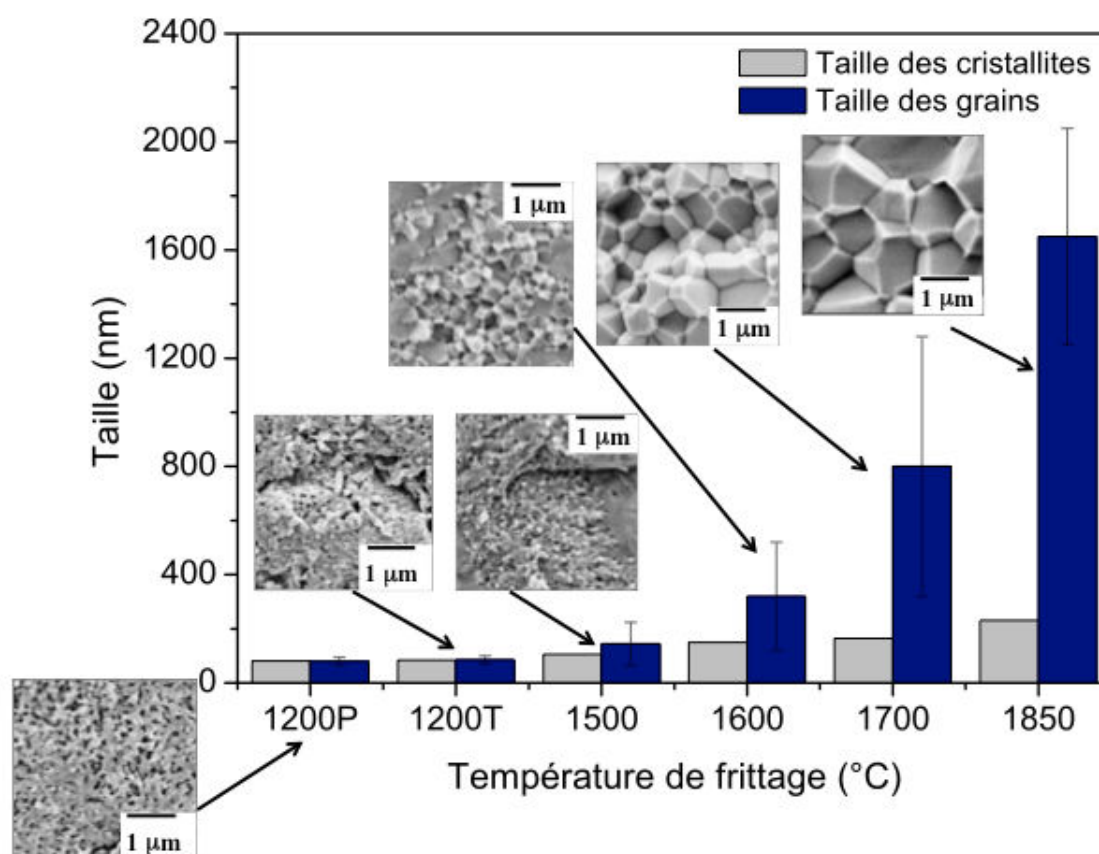 2400
2000
1600
1200
800
400
0
Taille (nm)
Taille des cristallites
Taille des grains
1 µm
1 µm
1 µm
1 µm
1 µm
1 µm
1200P 1200T 1500 1600 1700 1850
Température de frittage (°C)